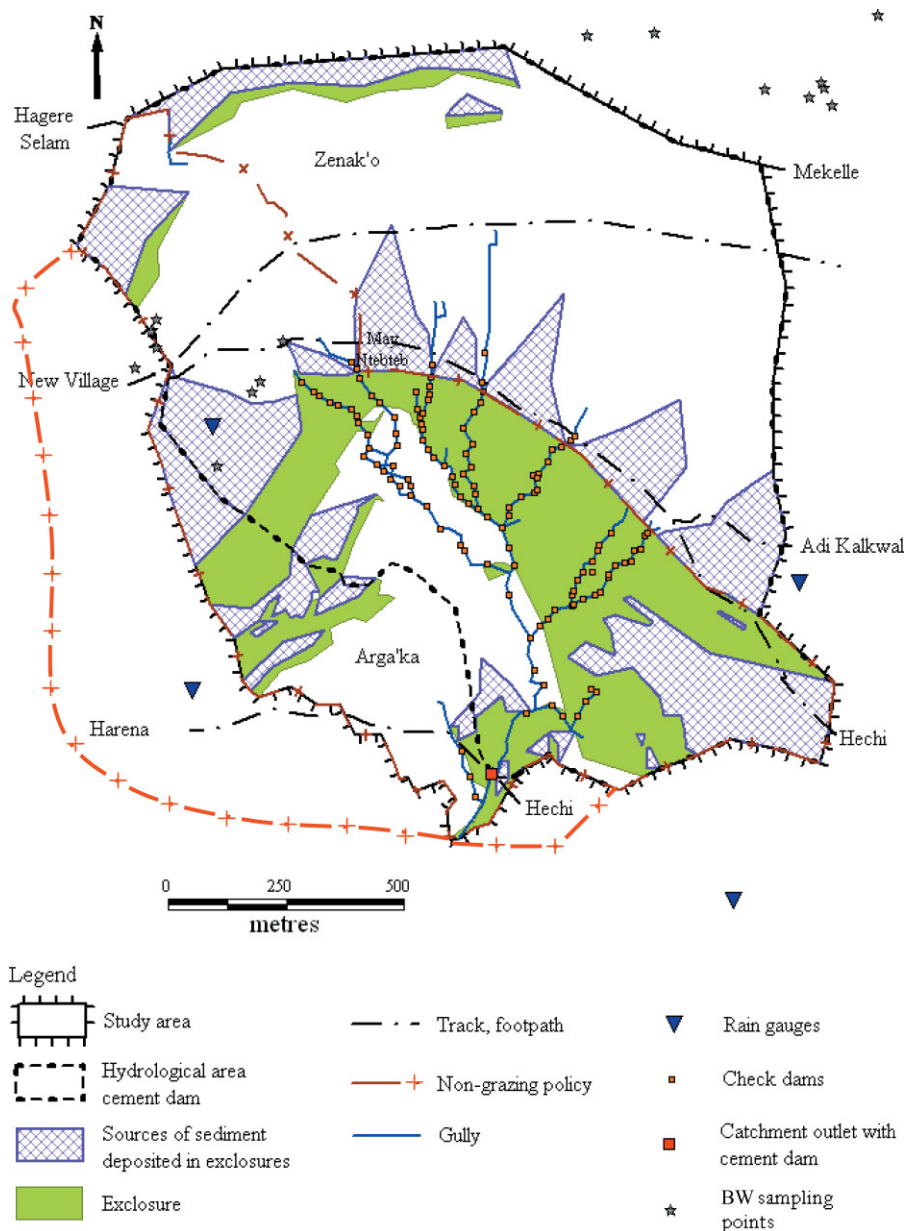 N
Hagere
Selam
Zenak'o
Mekelle
May
Ntebteb
New Village
Adi Kalkwal
Arga'ka
Harena
Hechi
Hechi
0 250 500
metres
Legend
Study area
Hydrological area
cement dam
Sources of sediment
deposited in exclosures
Exclosure
Track, footpath
Non-grazing policy
Gully
Rain gauges
Check dams
Catchment outlet with
cement dam
BW sampling
points